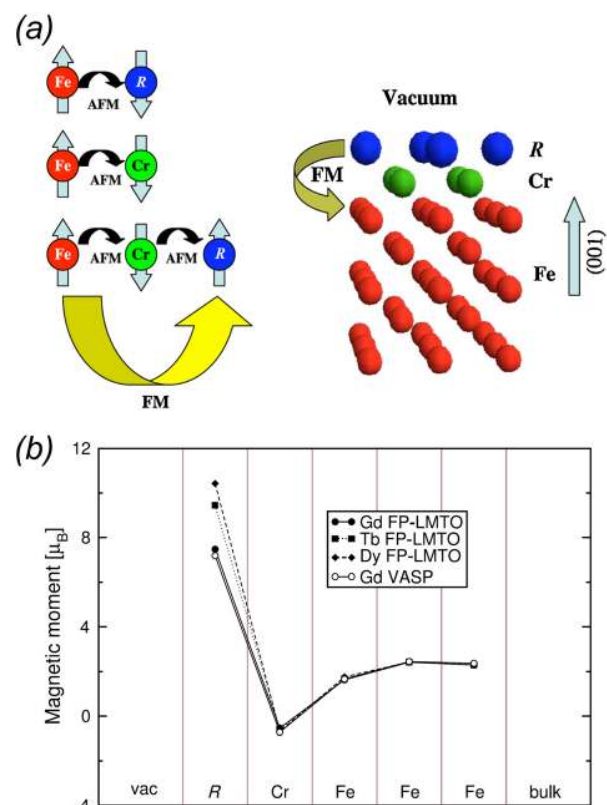 (a)
Fe AFM R
Fe AFM Cr
Fe AFM Cr AFM R
FM
Vacuum
R
FM
Cr
Fe
(001)
(b)
Magnetic moment [μB]
12
8
4
0
-4
Gd FP-LMTO
Tb FP-LMTO
Dy FP-LMTO
Gd VASP
vac R Cr Fe Fe Fe bulk